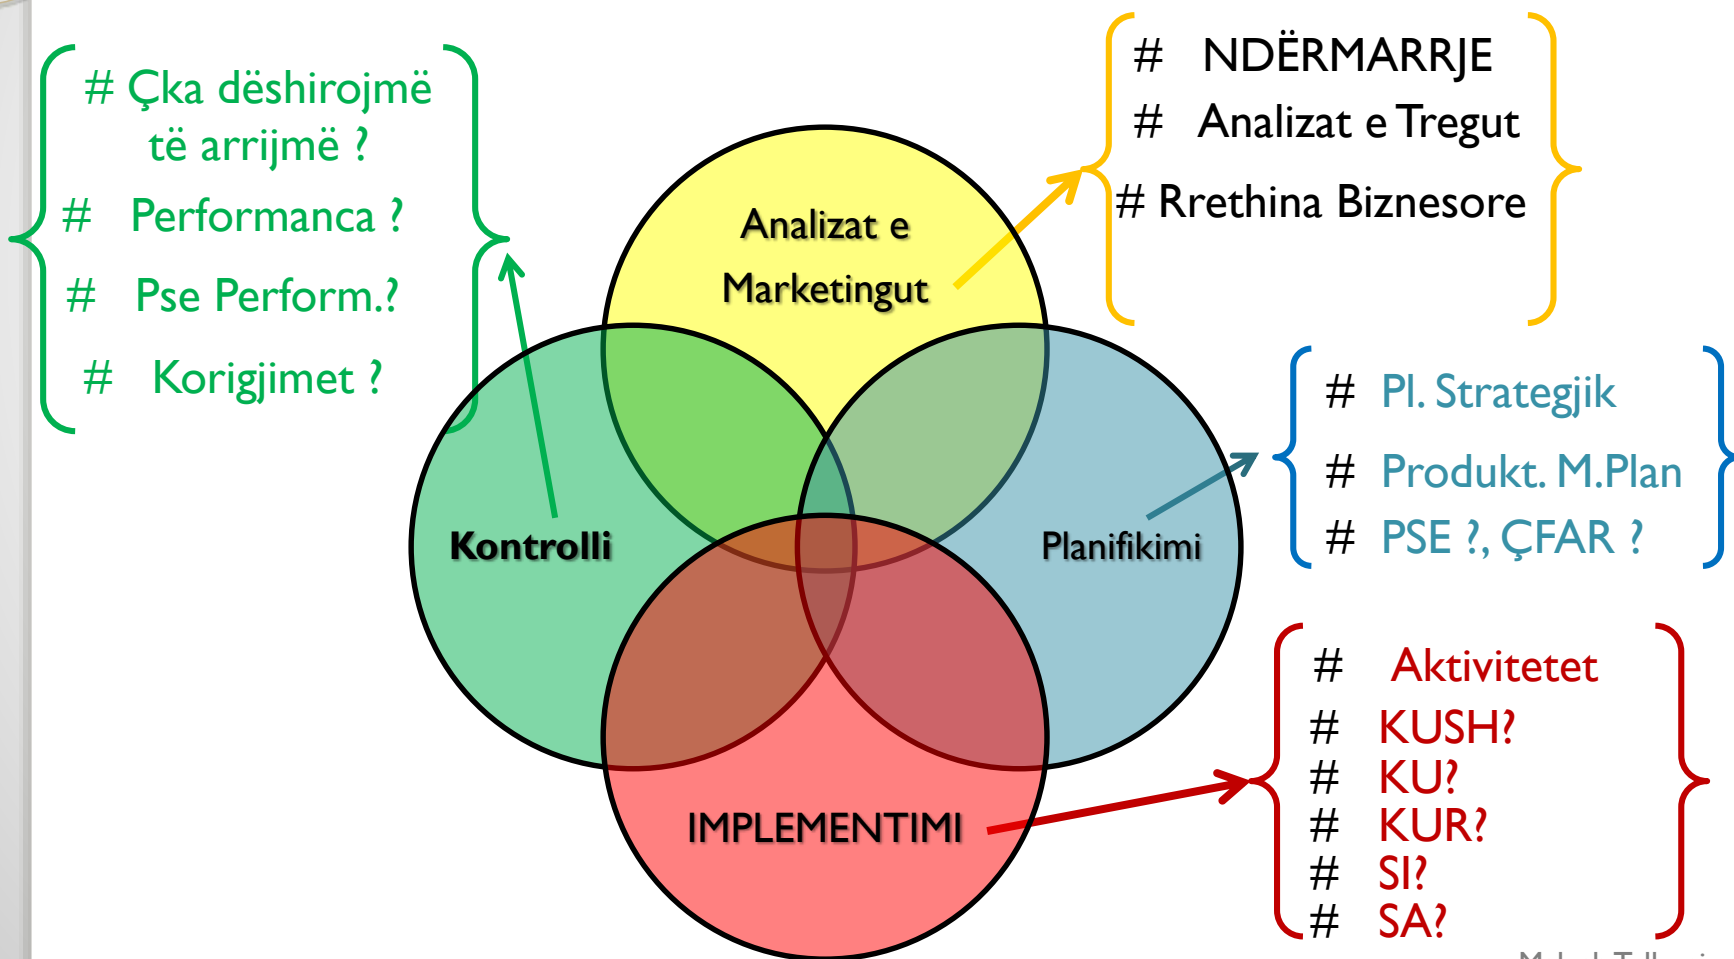 # Çka dëshirojmë
të arrijmë ?
# Performanca ?
# Pse Perform.?
# Korigjimet ?
# NDËRMARRJE
# Analizat e Tregut
# Rrethina Biznesore
Analizat e
Marketingut
Kontrolli
Planifikimi
IMPLEMENTIMI
# Pl. Strategjik
# Produkt. M.Plan
# PSE ?, ÇFAR ?
# Aktivitetet
# KUSH?
# KU?
# KUR?
# SI?
# SA?